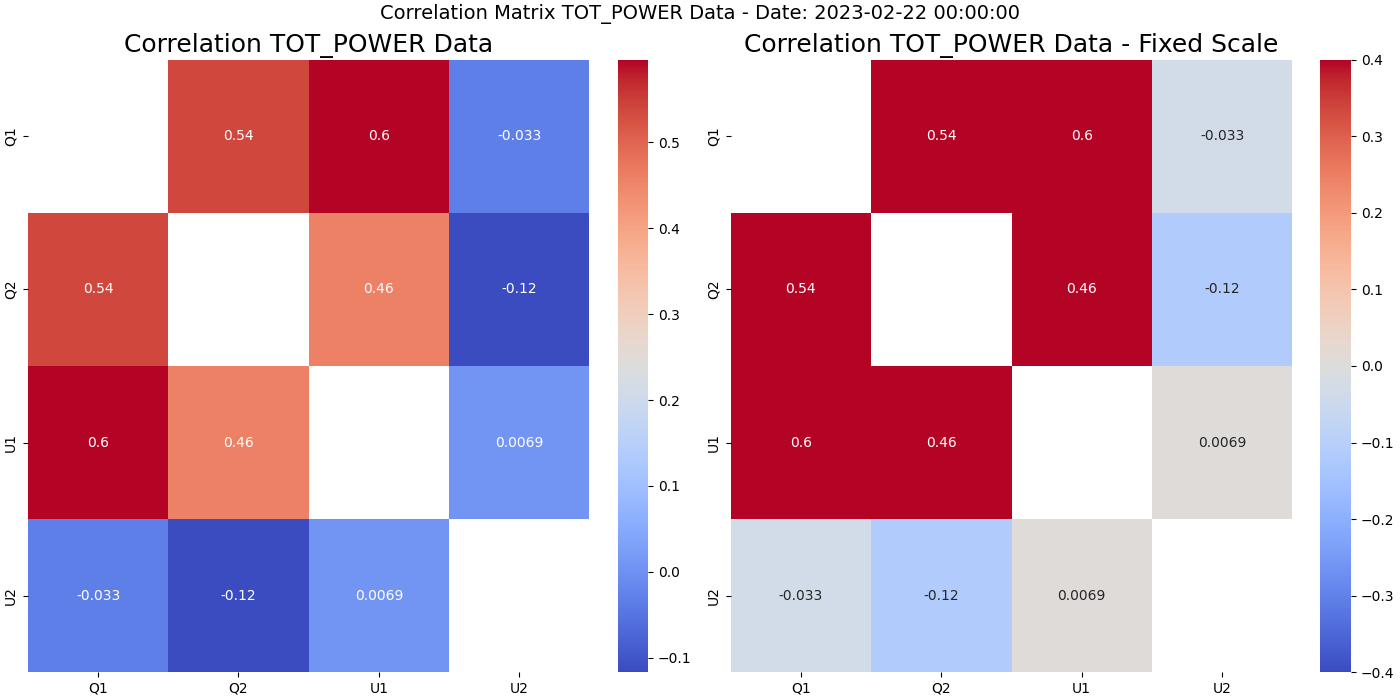 Correlation Matrix TOT_POWER Data - Date: 2023-02-22 00:00:00
Correlation TOT_POWER Data
Q1
0.54
0.6
-0.033
Q2
0.54
0.46
-0.12
U1
0.6
0.46
0.0069
U2
-0.033
-0.12
0.0069
Q1
Q2
U1
U2
0.5
0.4
0.3
0.2
0.1
0.0
−0.1
Correlation TOT_POWER Data - Fixed Scale
Q1
0.54
0.6
-0.033
Q2
0.54
0.46
-0.12
U1
0.6
0.46
0.0069
U2
-0.033
-0.12
0.0069
Q1
Q2
U1
U2
0.4
0.3
0.2
0.1
0.0
−0.1
−0.2
−0.3
−0.4